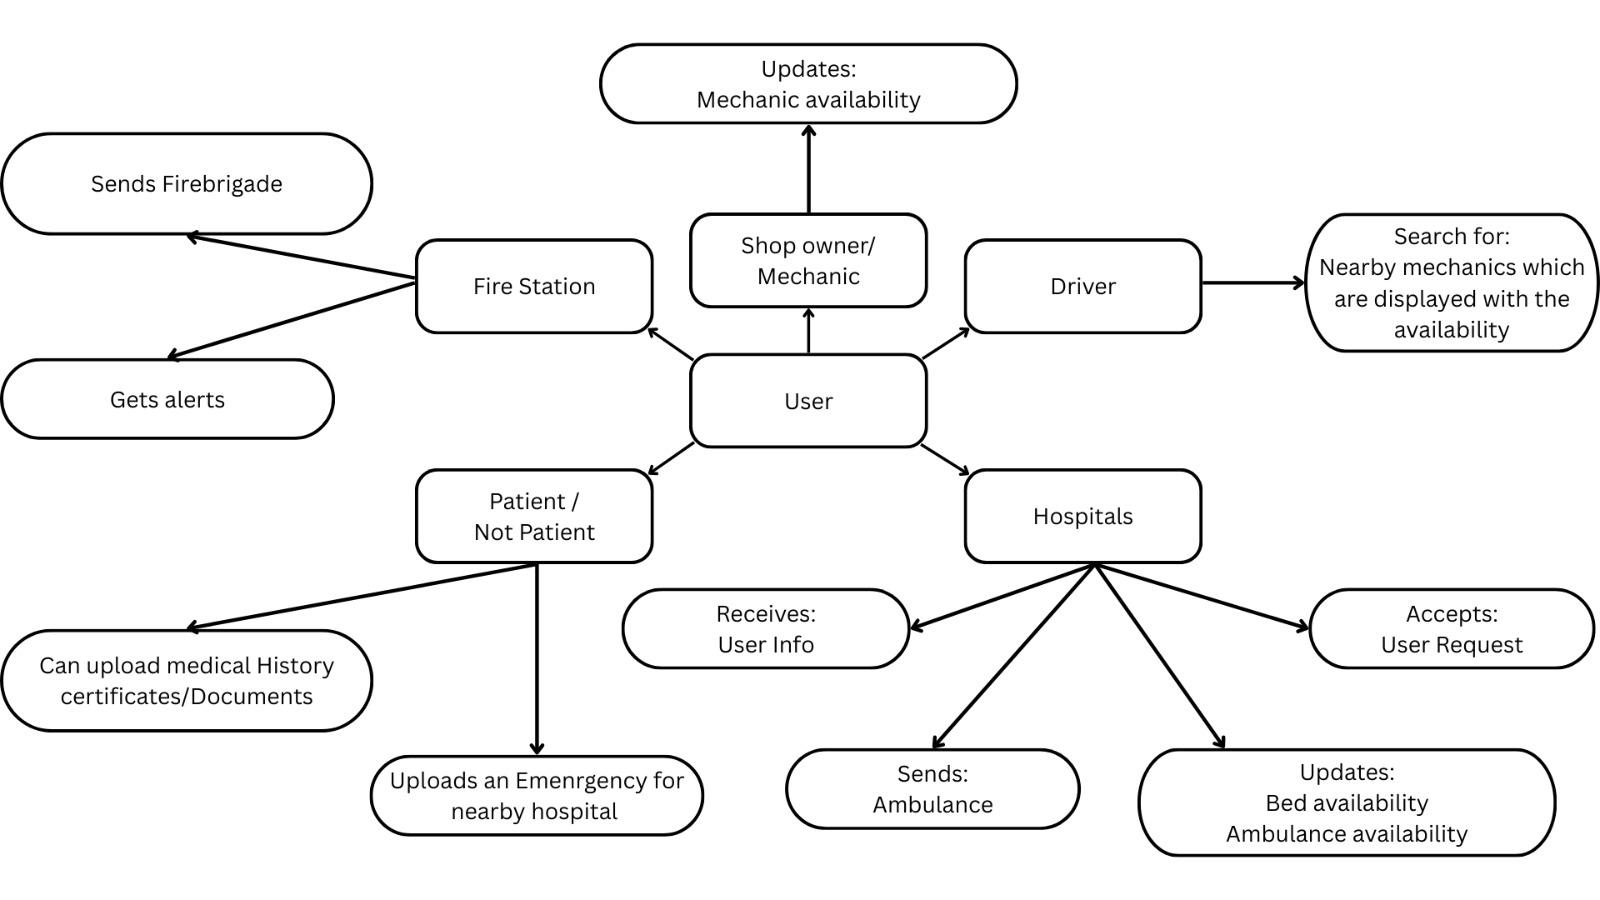 Updates:
Mechanic availability
Sends Firebrigade
Shop owner/
Mechanic
Fire Station
Driver
Search for:
Nearby mechanics which
are displayed with the
availability
Gets alerts
User
Patient /
Not Patient
Hospitals
Receives:
User Info
Accepts:
User Request
Can upload medical History
certificates/Documents
Uploads an Emenrgency for
nearby hospital
Sends:
Ambulance
Updates:
Bed availability
Ambulance availability